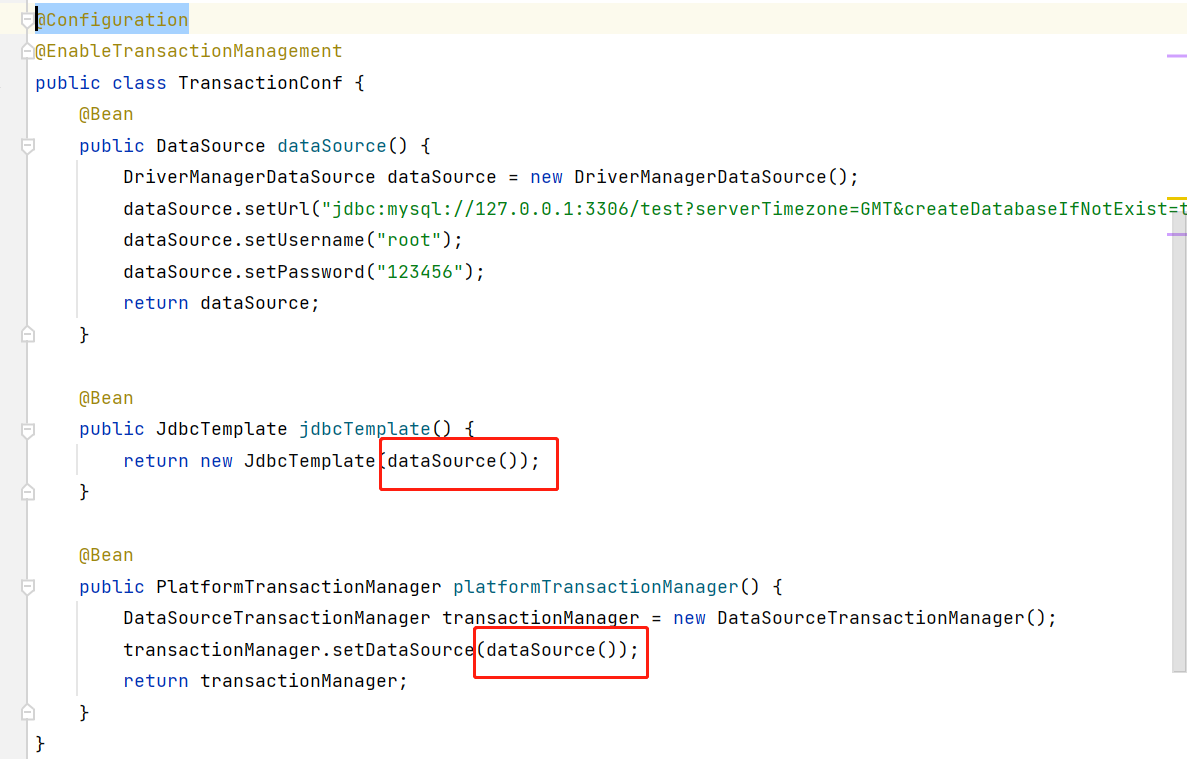 @Configuration
@EnableTransactionManagement
public class TransactionConf {
@Bean
public DataSource dataSource() {
DriverManagerDataSource dataSource = new DriverManagerDataSource();
dataSource.setUrl("jdbc:mysql://127.0.0.1:3306/test?serverTimezone=GMT&createDatabaseIfNotExist=t
dataSource.setUsername("root");
dataSource.setPassword("123456");
return dataSource;
}
@Bean
public JdbcTemplate jdbcTemplate() {
return new JdbcTemplate(dataSource());
}
@Bean
public PlatformTransactionManager platformTransactionManager() {
DataSourceTransactionManager transactionManager = new DataSourceTransactionManager();
transactionManager.setDataSource(dataSource());
return transactionManager;
}
}